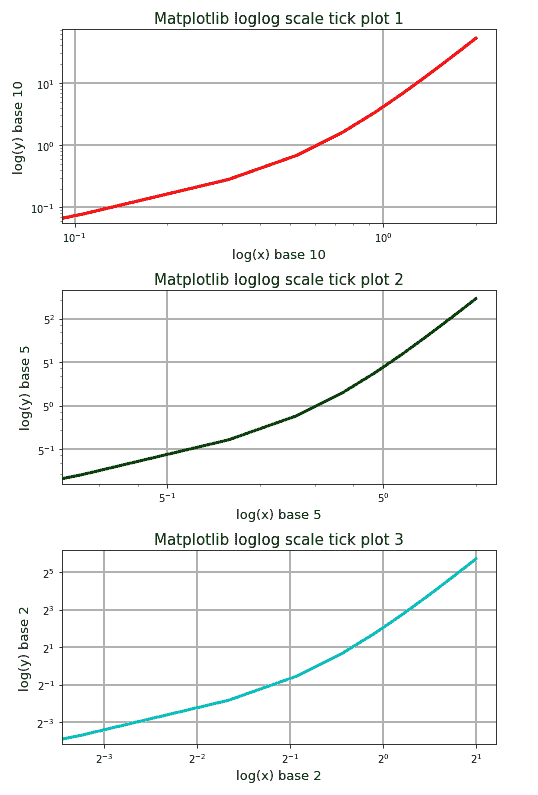 Matplotlib loglog scale tick plot 1
log(y) base 10
10¹
10⁰
10⁻¹
10⁻¹ 10⁰
log(x) base 10
Matplotlib loglog scale tick plot 2
log(y) base 5
5²
5¹
5⁰
5⁻¹
5⁻¹ 5⁰
log(x) base 5
Matplotlib loglog scale tick plot 3
log(y) base 2
2⁵
2³
2¹
2⁻¹
2⁻³
2⁻³ 2⁻² 2⁻¹ 2⁰ 2¹
log(x) base 2